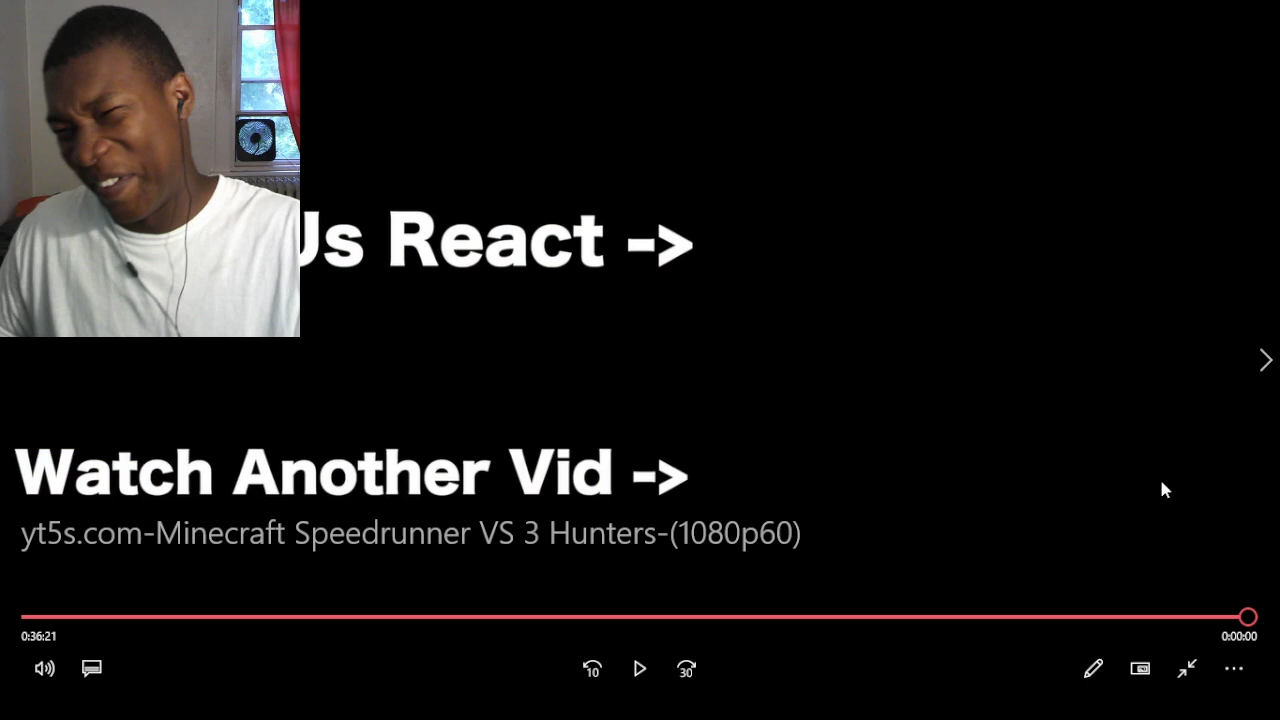 Us React ->
Watch Another Vid ->
yt5s.com-Minecraft Speedrunner VS 3 Hunters-(1080p60)
0:36:21
0:00:00
10
30